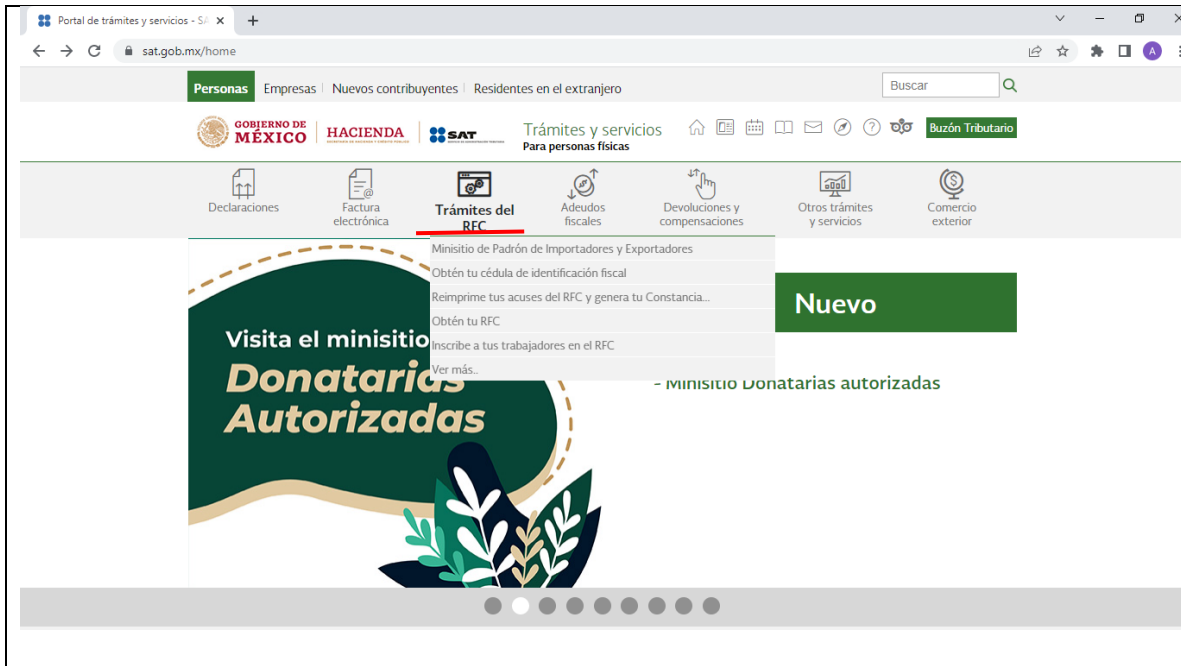 Portal de trámites y servicios - SA
sat.gob.mx/home
A
Personas Empresas Nuevos contribuyentes Residentes en el extranjero
Buscar
GOBIERNO DE
MÉXICO
HACIENDA
SAT
Trámites y servicios
Para personas físicas
Buzón Tributario
Declaraciones
Factura
electrónica
Trámites del
RFC
Adeudos
fiscales
Devoluciones y
compensaciones
Otros trámites
y servicios
Comercio
exterior
Minisitio de Padrón de Importadores y Exportadores
Obtén tu cédula de identificación fiscal
Reimprime tus acuses del RFC y genera tu Constancia...
Obtén tu RFC
Inscribe a tus trabajadores en el RFC
Ver más..
Visita el minisitio
Donatarias
Autorizadas
Nuevo
- Minisitio Donatarias autorizadas